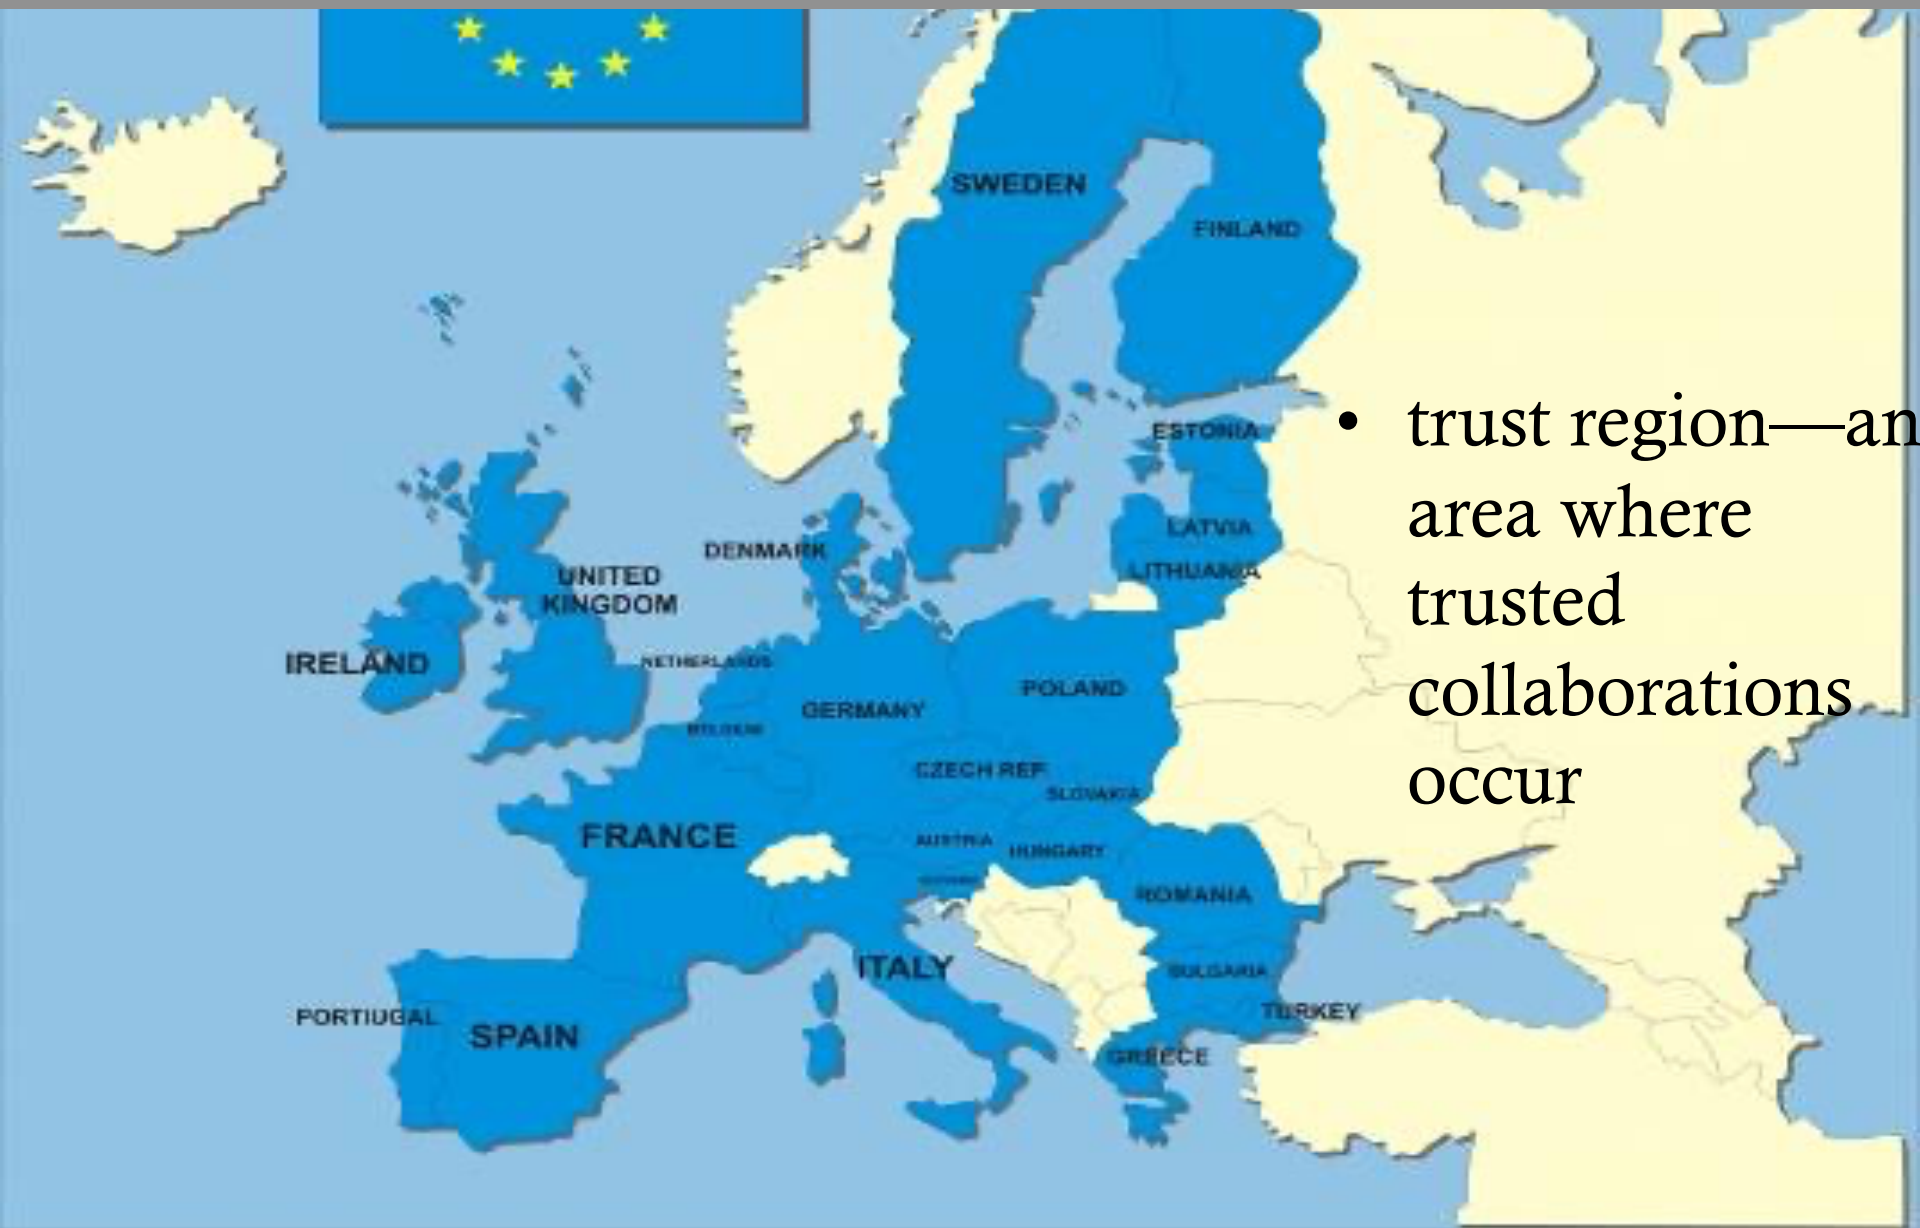 SWEDEN
FINLAND
• trust region—an
ESTONIA
area where
LATVIA
DENMARK
LITHUANIA
UNITED
KINGDOM
trusted
IRELAND
NETHERLANDS
POLAND
collaborations
GERMANY
BELGIUM
CZECH REP.
occur
SLOVAKIA
FRANCE
AUSTRIA
HUNGARY
ROMANIA
ITALY
BULGARIA
TURKEY
PORTIUGAL
SPAIN
GREECE